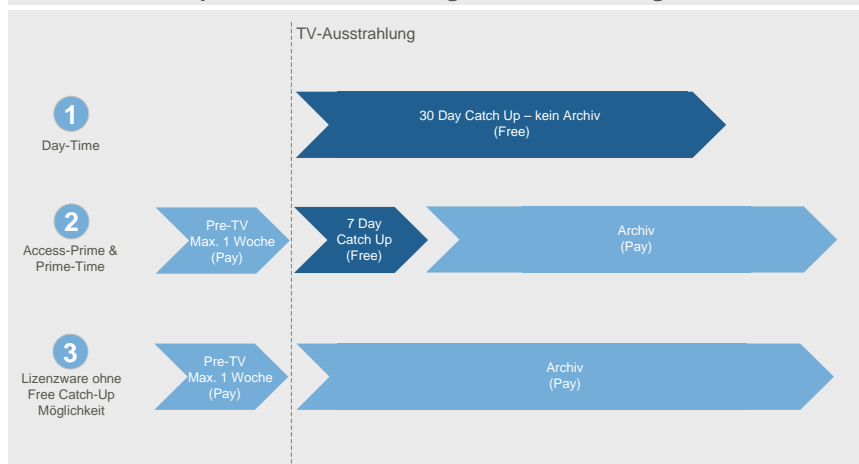 TV-Ausstrahlung
1
Day-Time
30 Day Catch Up – kein Archiv
(Free)
2
Access-Prime &
Prime-Time
Pre-TV
Max. 1 Woche
(Pay)
7 Day
Catch Up
(Free)
Archiv
(Pay)
3
Lizenzware ohne
Free Catch-Up
Möglichkeit
Pre-TV
Max. 1 Woche
(Pay)
Archiv
(Pay)